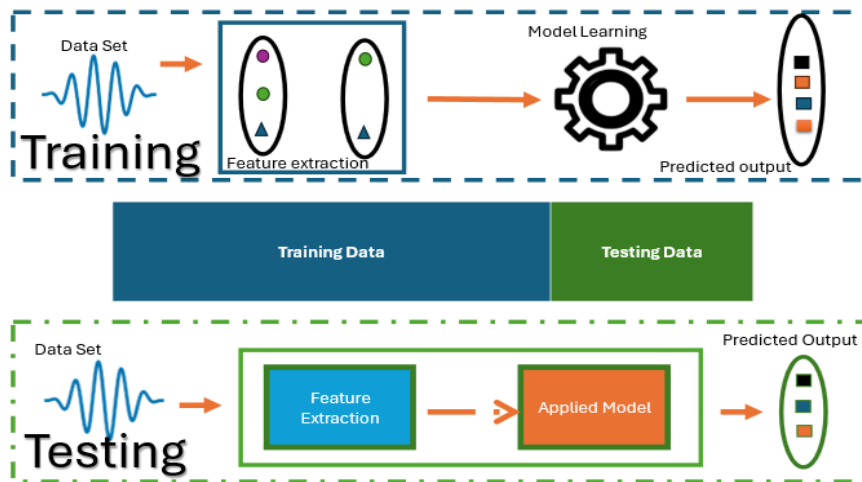 Data Set
Training
Feature extraction
Model Learning
Predicted output
Training Data
Testing Data
Data Set
Testing
Feature
Extraction
Applied Model
Predicted Output